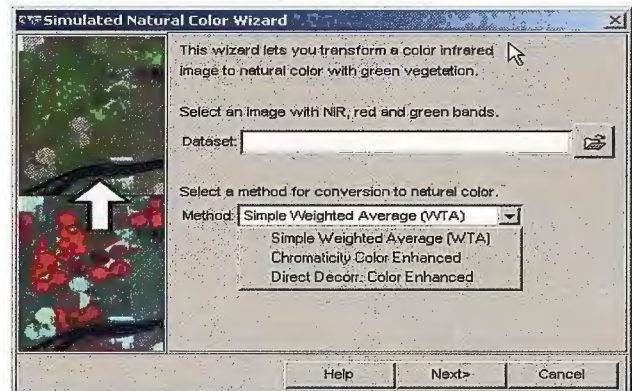 Simulated Natural Color Wizard
This wizard lets you transform a color infrared
image to natural color with green vegetation.
Select an image with NIR, red and green bands.
Dataset:
Select a method for conversion to natural color.
Method: Simple Weighted Average (WTA)
Simple Weighted Average (WTA)
Chromaticity Color Enhanced
Direct Decorr. Color Enhanced
Help Next> Cancel